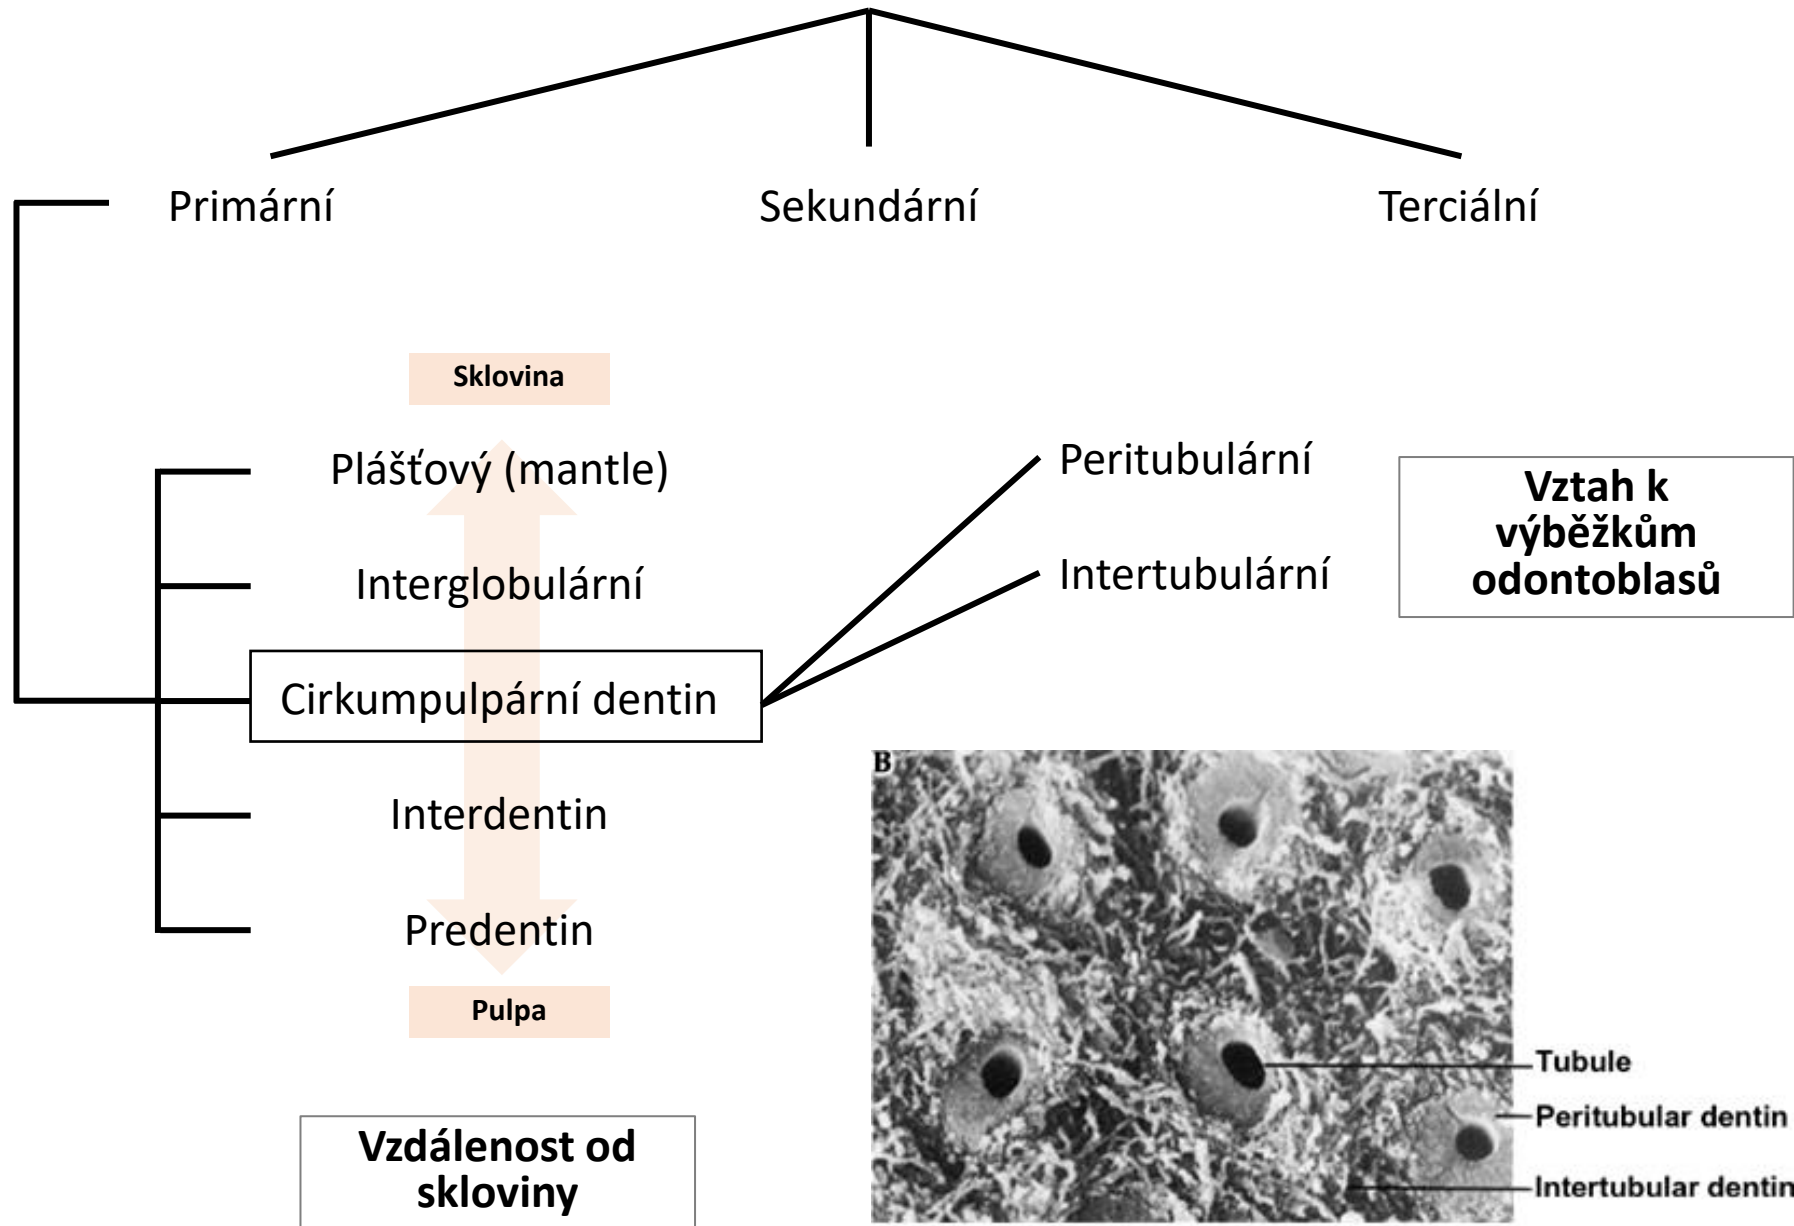 Primární
Sekundární
Terciální
Sklovina
Plášťový (mantle)
Interglobulární
Cirkumpulpární dentin
Interdentin
Predentin
Pulpa
Vzdálenost od
skloviny
Peritubulární
Intertubulární
Vztah k
výběžkům
odontoblasů
B
Tubule
Peritubular dentin
Intertubular dentin